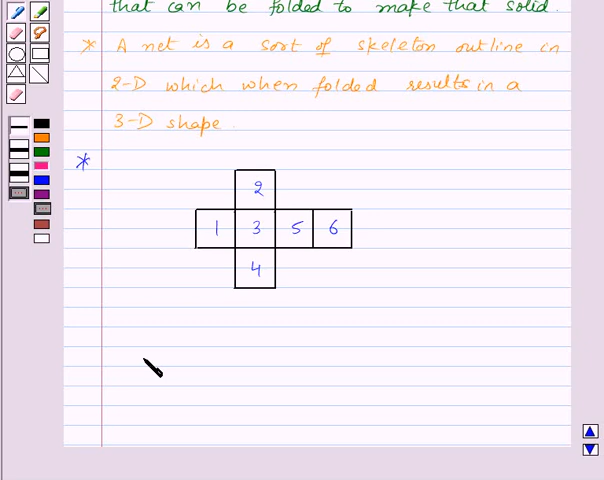 that can be folded to make that solid.
* A net is a sort of skeleton outline in
2-D which when folded results in a
3-D shape.
*
2
1 3 5 6
4